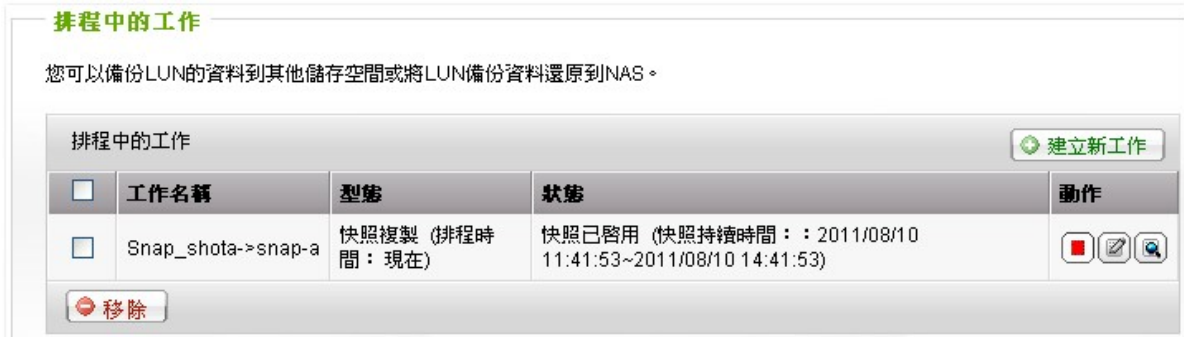 排程中的工作
您可以備份LUN的資料到其他儲存空間或將LUN備份資料還原到NAS。
排程中的工作
建立新工作
工作名稱 型態 狀態 動作
Snap_shota->snap-a 快照複製 (排程時 快照已啓用 (快照持續時間：：2011/08/10
間：現在) 11:41:53~2011/08/10 14:41:53)
移除